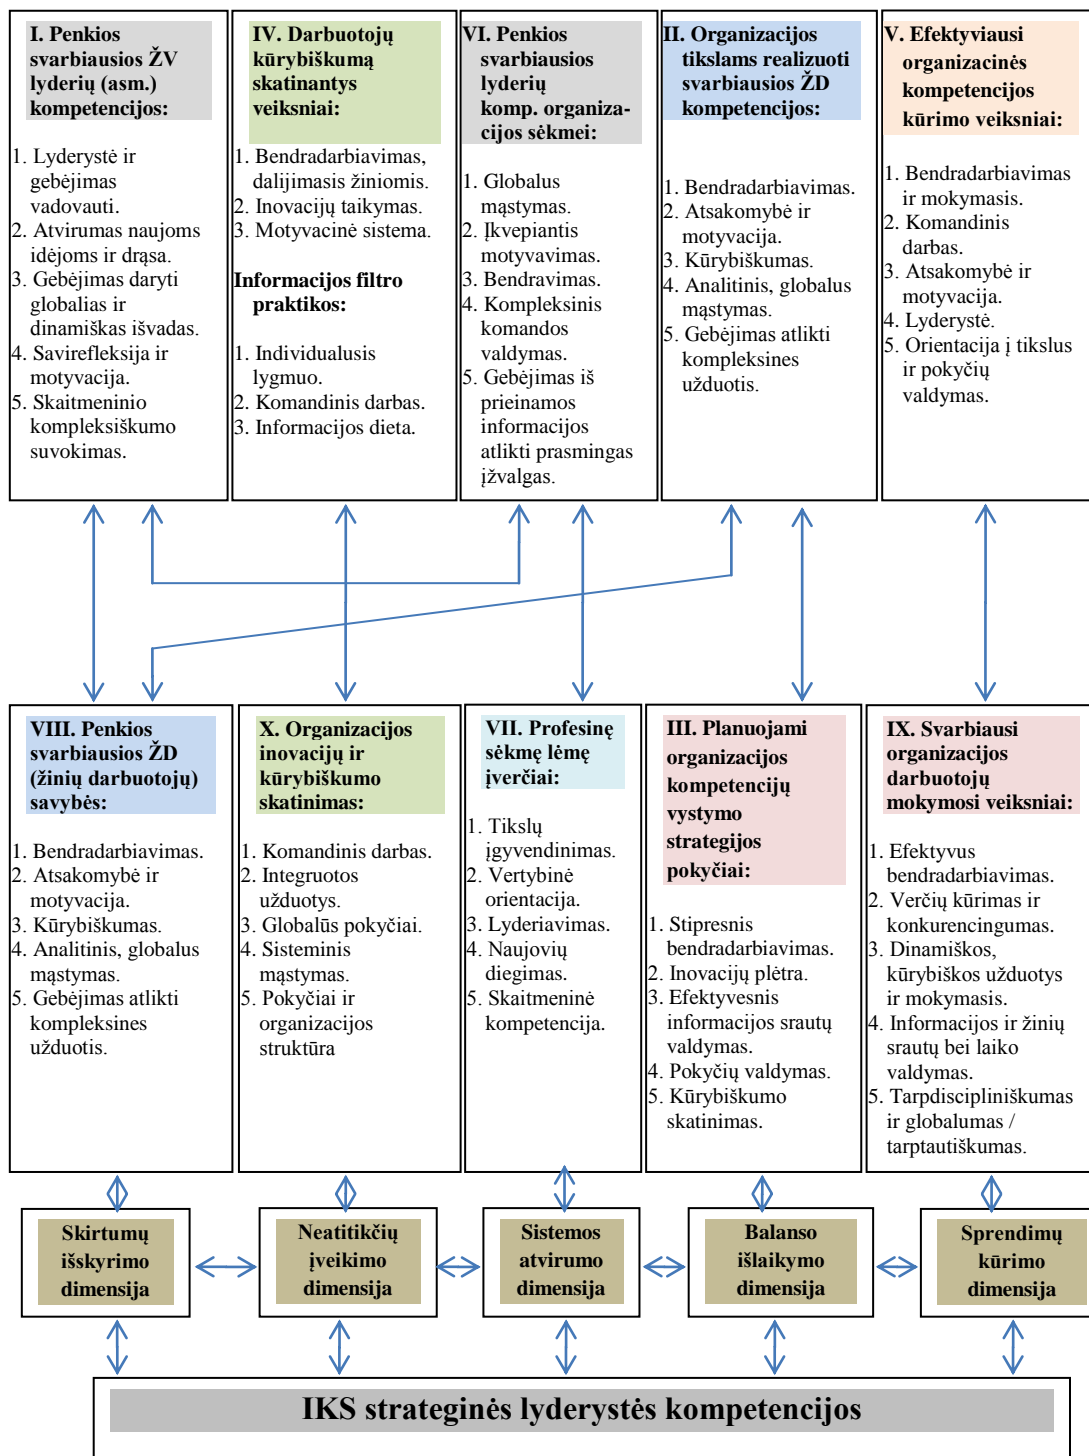 I. Penkios
svarbiausios ŽV
lyderių (asm.)
kompetencijos:
1. Lyderystė ir
gebėjimas
vadovauti.
2. Atvirumas naujoms
idėjoms ir drąsa.
3. Gebėjimas daryti
globalias ir
dinamiškas išvadas.
4. Savirefleksija ir
motyvacija.
5. Skaitmeninio
kompleksiškumo
suvokimas.
IV. Darbuotojų
kūrybiškumą
skatinantys
veiksniai:
1. Bendradarbiavimas,
dalijimasis žiniomis.
2. Inovacijų taikymas.
3. Motyvacinė sistema.
Informacijos filtro
praktikos:
1. Individualusis
lygmuo.
2. Komandinis darbas.
3. Informacijos dieta.
VI. Penkios
svarbiausios
lyderių
komp. organiza-
cijos sėkmei:
1. Globalus
mąstymas.
2. Įkvepiantis
motyvavimas.
3. Bendravimas.
4. Kompleksinis
komandos
valdymas.
5. Gebėjimas iš
prieinamos
informacijos
atlikti prasmingas
įžvalgas.
II. Organizacijos
tikslams realizuoti
svarbiausios ŽD
kompetencijos:
1. Bendradarbiavimas.
2. Atsakomybė ir
motyvacija.
3. Kūrybiškumas.
4. Analitinis, globalus
mąstymas.
5. Gebėjimas atlikti
kompleksines
užduotis.
V. Efektyviausi
organizacinės
kompetencijos
kūrimo veiksniai:
1. Bendradarbiavimas
ir mokymasis.
2. Komandinis
darbas.
3. Atsakomybė ir
motyvacija.
4. Lyderystė.
5. Orientacija į tikslus
ir pokyčių
valdymas.
VIII. Penkios
svarbiausios ŽD
(žinių darbuotojų)
savybės:
1. Bendradarbiavimas.
2. Atsakomybė ir
motyvacija.
3. Kūrybiškumas.
4. Analitinis, globalus
mąstymas.
5. Gebėjimas atlikti
kompleksines
užduotis.
X. Organizacijos
inovacijų ir
kūrybiškumo
skatinimas:
1. Komandinis darbas.
2. Integruotos
užduotys.
3. Globalūs pokyčiai.
4. Sisteminis
mąstymas.
5. Pokyčiai ir
organizacijos
struktūra
VII. Profesinę
sėkmę lėmę
įverčiai:
1. Tikslų
įgyvendinimas.
2. Vertybinė
orientacija.
3. Lyderiavimas.
4. Naujovių
diegimas.
5. Skaitmeninė
kompetencija.
III. Planuojami
organizacijos
kompetencijų
vystymo
strategijos
pokyčiai:
1. Stipresnis
bendradarbiavimas.
2. Inovacijų plėtra.
3. Efektyvesnis
informacijos srautų
valdymas.
4. Pokyčių valdymas.
5. Kūrybiškumo
skatinimas.
IX. Svarbiausi
organizacijos
darbuotojų
mokymosi veiksniai:
1. Efektyvus
bendradarbiavimas.
2. Verčių kūrimas ir
konkurencingumas.
3. Dinamiškos,
kūrybiškos užduotys
ir mokymasis.
4. Informacijos ir žinių
srautų bei laiko
valdymas.
5. Tarpdiscipliniškumas
ir globalumas /
tarptautiškumas.
Skirtumų
išskyrimo
dimensija
Neatitikčių
įveikimo
dimensija
Sistemos
atvirumo
dimensija
Balanso
išlaikymo
dimensija
Sprendimų
kūrimo
dimensija
IKS strateginės lyderystės kompetencijos